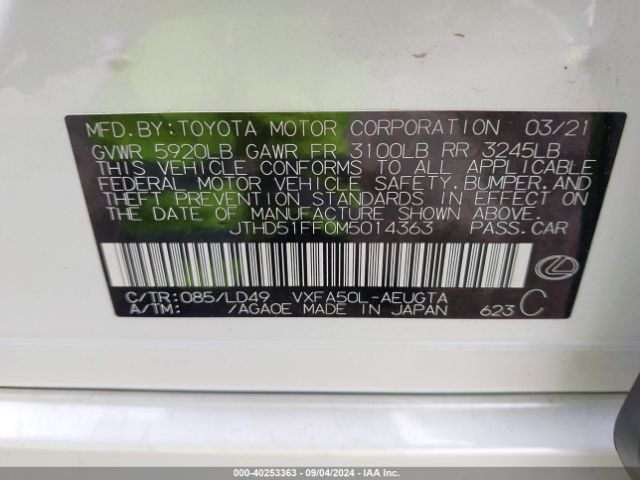 MFD.BY:TOYOTA MOTOR CORPORATION 03/21
GVWR 5920LB GAWR FR 3100LB RR 3245LB
THIS VEHICLE CONFORMS TO ALL APPLICABLE
FEDERAL MOTOR VEHICLE SAFETY,BUMPER,AND
THEFT PREVENTION STANDARDS IN EFFECT ON
THE DATE OF MANUFACTURE SHOWN ABOVE.
JTHD51FF0M5014363 PASS.CAR
C/TR:085/LD49 VXFA50L-AEUGTA
A/TM: /AGA0E MADE IN JAPAN 623 C
000-40253363 - 09/04/2024 - IAA Inc.